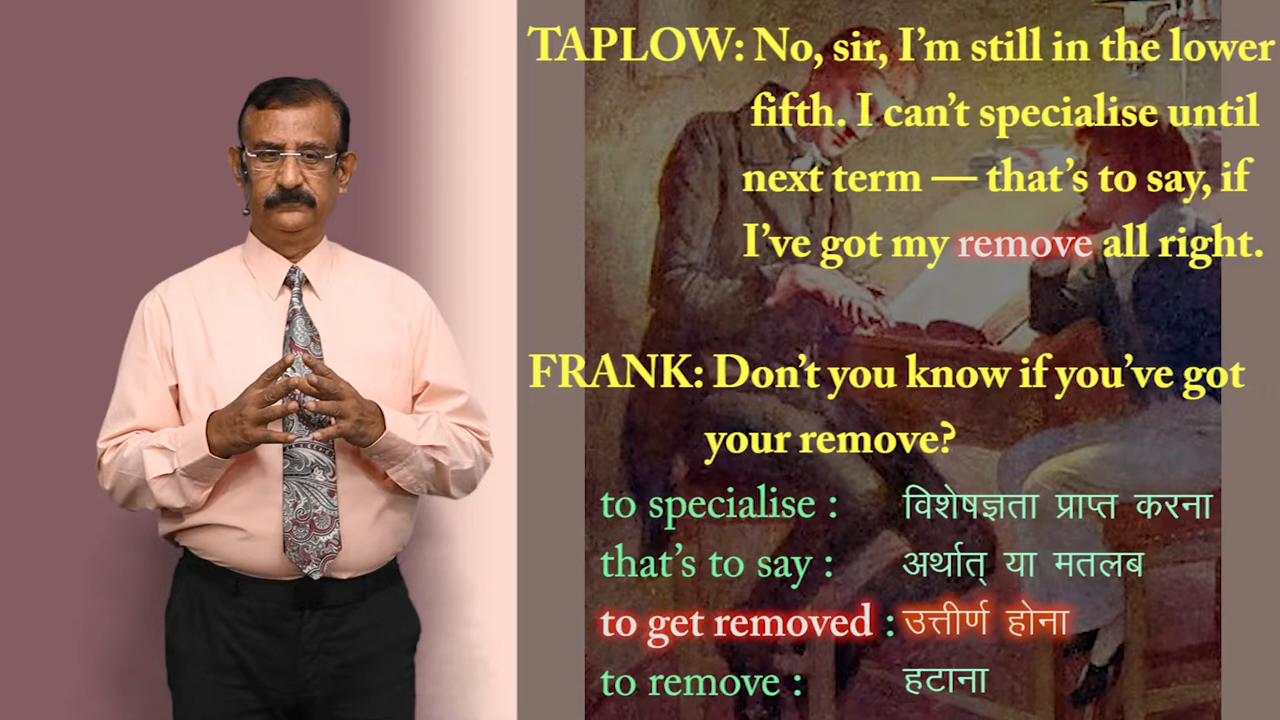 TAPLOW: No, sir, I’m still in the lower
fifth. I can’t specialise until
next term — that’s to say, if
I’ve got my remove all right.
FRANK: Don’t you know if you’ve got
your remove?
to specialise : विशेषज्ञता प्राप्त करना
that’s to say : अर्थात् या मतलब
to get removed : उत्तीर्ण होना
to remove : हटाना